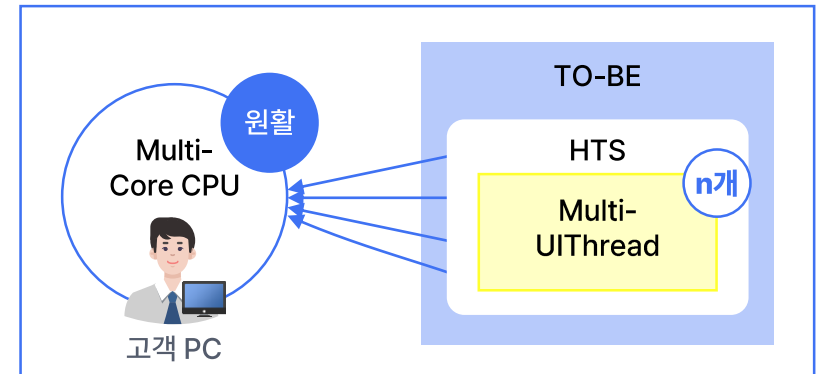 원활
Multi-
Core CPU
고객 PC
TO-BE
HTS
n개
Multi-
UIThread